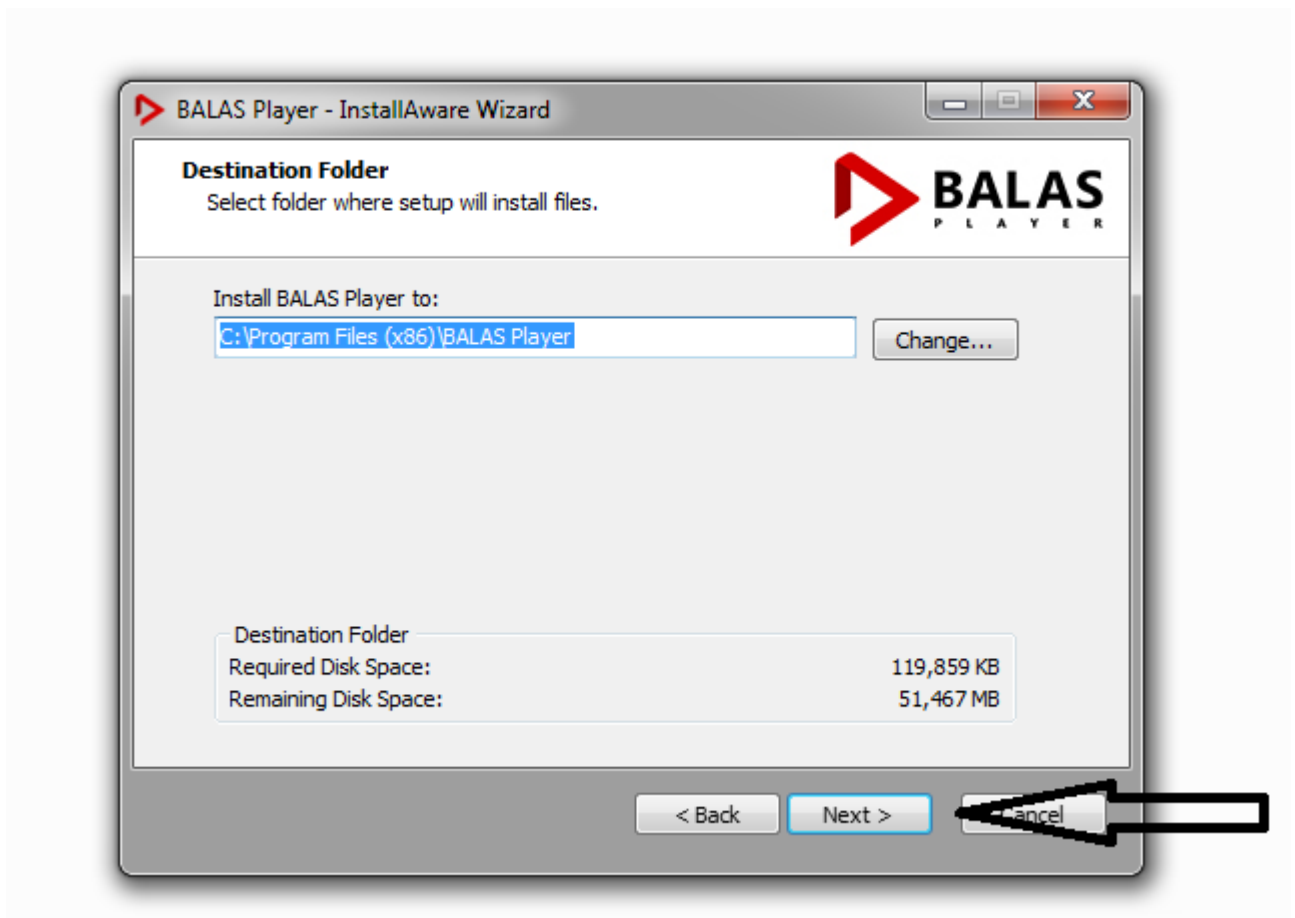 BALAS Player - InstallAware Wizard
Destination Folder
Select folder where setup will install files.
BALAS
PLAYER
Install BALAS Player to:
C:\Program Files (x86)\BALAS Player
Change...
Destination Folder
Required Disk Space: 119,859 KB
Remaining Disk Space: 51,467 MB
< Back Next > Cancel